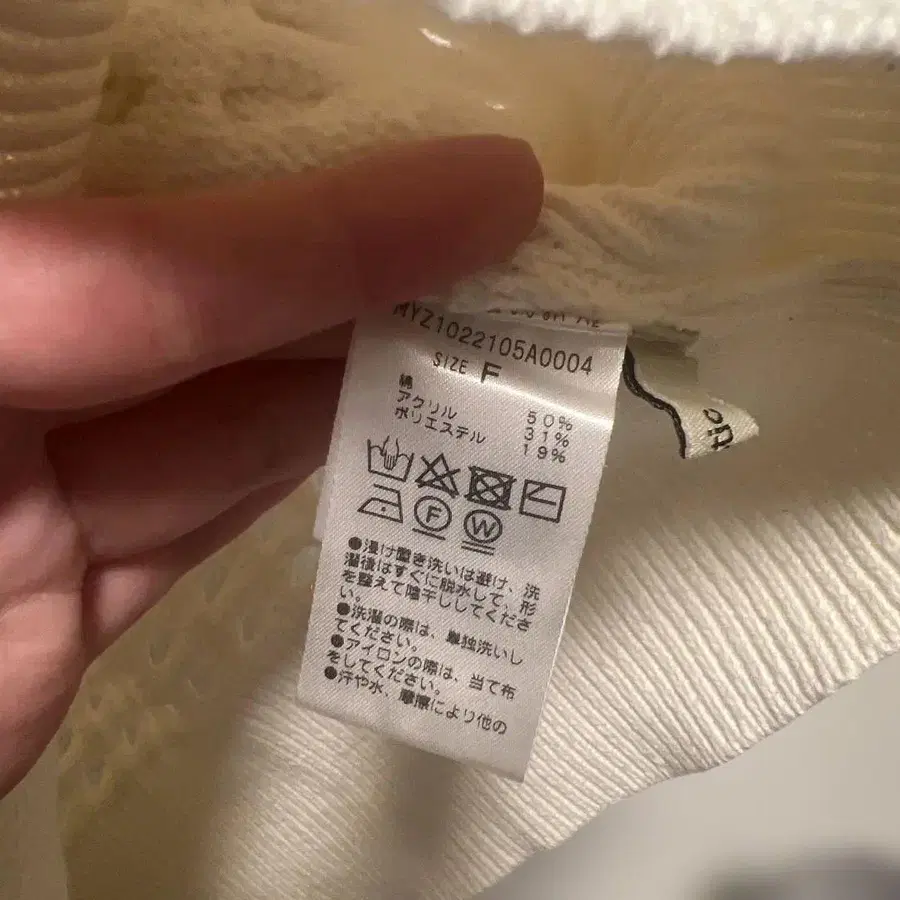 MYZ1022105A0004
SIZE F
綿 50%
アクリル 31%
ポリエステル 19%
F W
●浸け置き洗いは避け、洗
濯後はすぐに脱水して、形
を整えて陰干ししてくださ
い。
●洗濯の際は、単独洗いし
てください。
●アイロンの際は、当て布
をしてください。
●汗や水、摩擦により他の